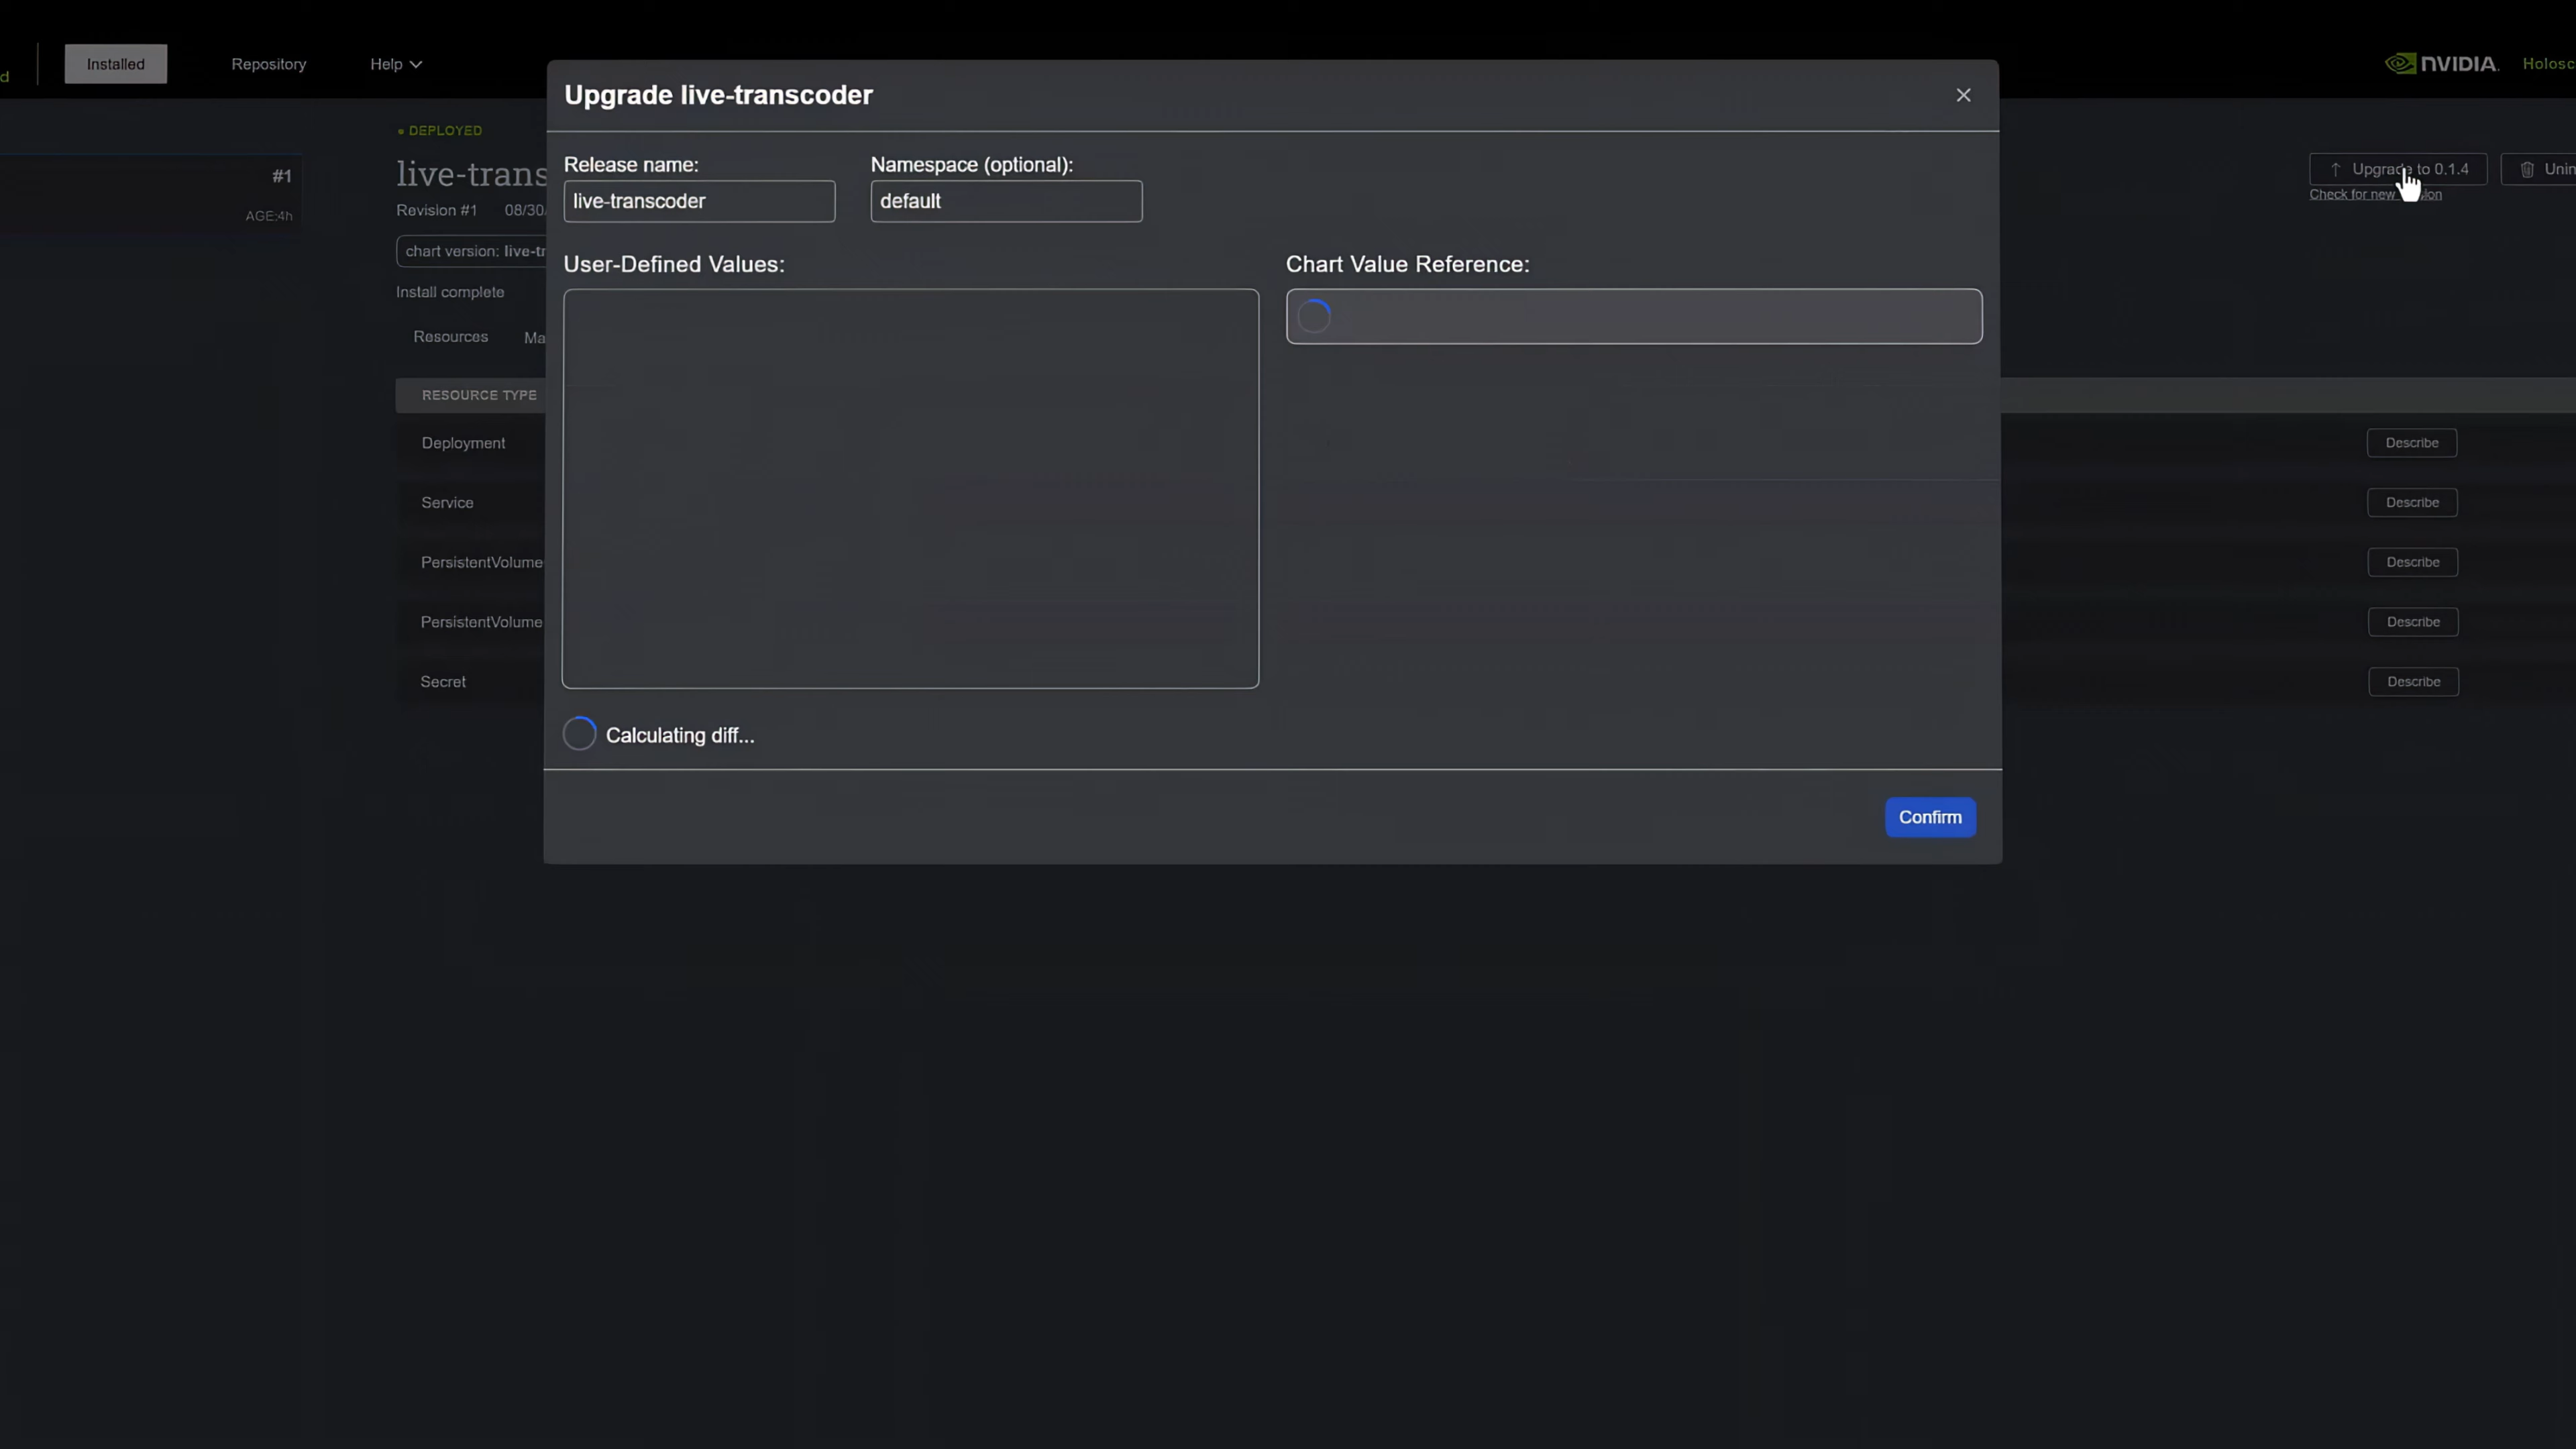 d
Installed
Repository
Help
NVIDIA.
Holosc
Upgrade live-transcoder
#1
AGE:4h
DEPLOYED
live-trans
Revision #1 08/30/
chart version: live-tr
Install complete
Resources Ma
Upgrade to 0.1.4
Unin
Check for new
Release name:
Namespace (optional):
live-transcoder
default
User-Defined Values:
Chart Value Reference:
RESOURCE TYPE
Deployment
Describe
Service
Describe
PersistentVolume
Describe
PersistentVolume
Describe
Secret
Describe
Calculating diff...
Confirm